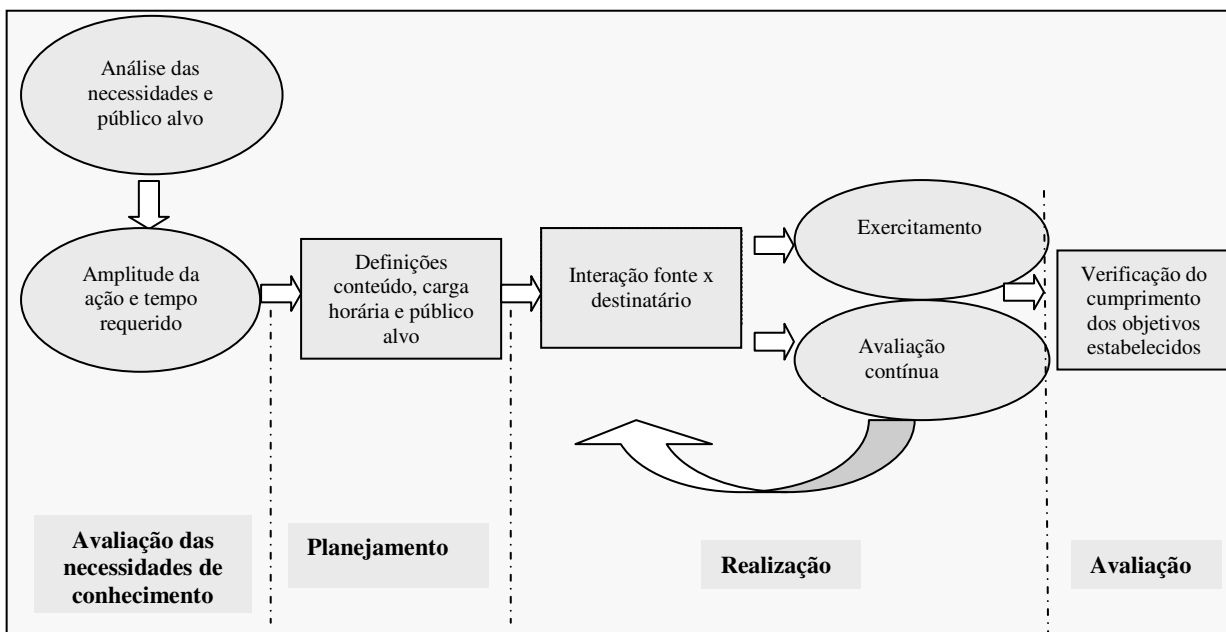 Análise das
necessidades e
público alvo
Amplitude da
ação e tempo
requerido
Definições
conteúdo, carga
horária e público
alvo
Interação fonte x
destinatário
Exercitamento
Avaliação
contínua
Verificação do
cumprimento
dos objetivos
estabelecidos
Avaliação das
necessidades de
conhecimento
Planejamento
Realização
Avaliação